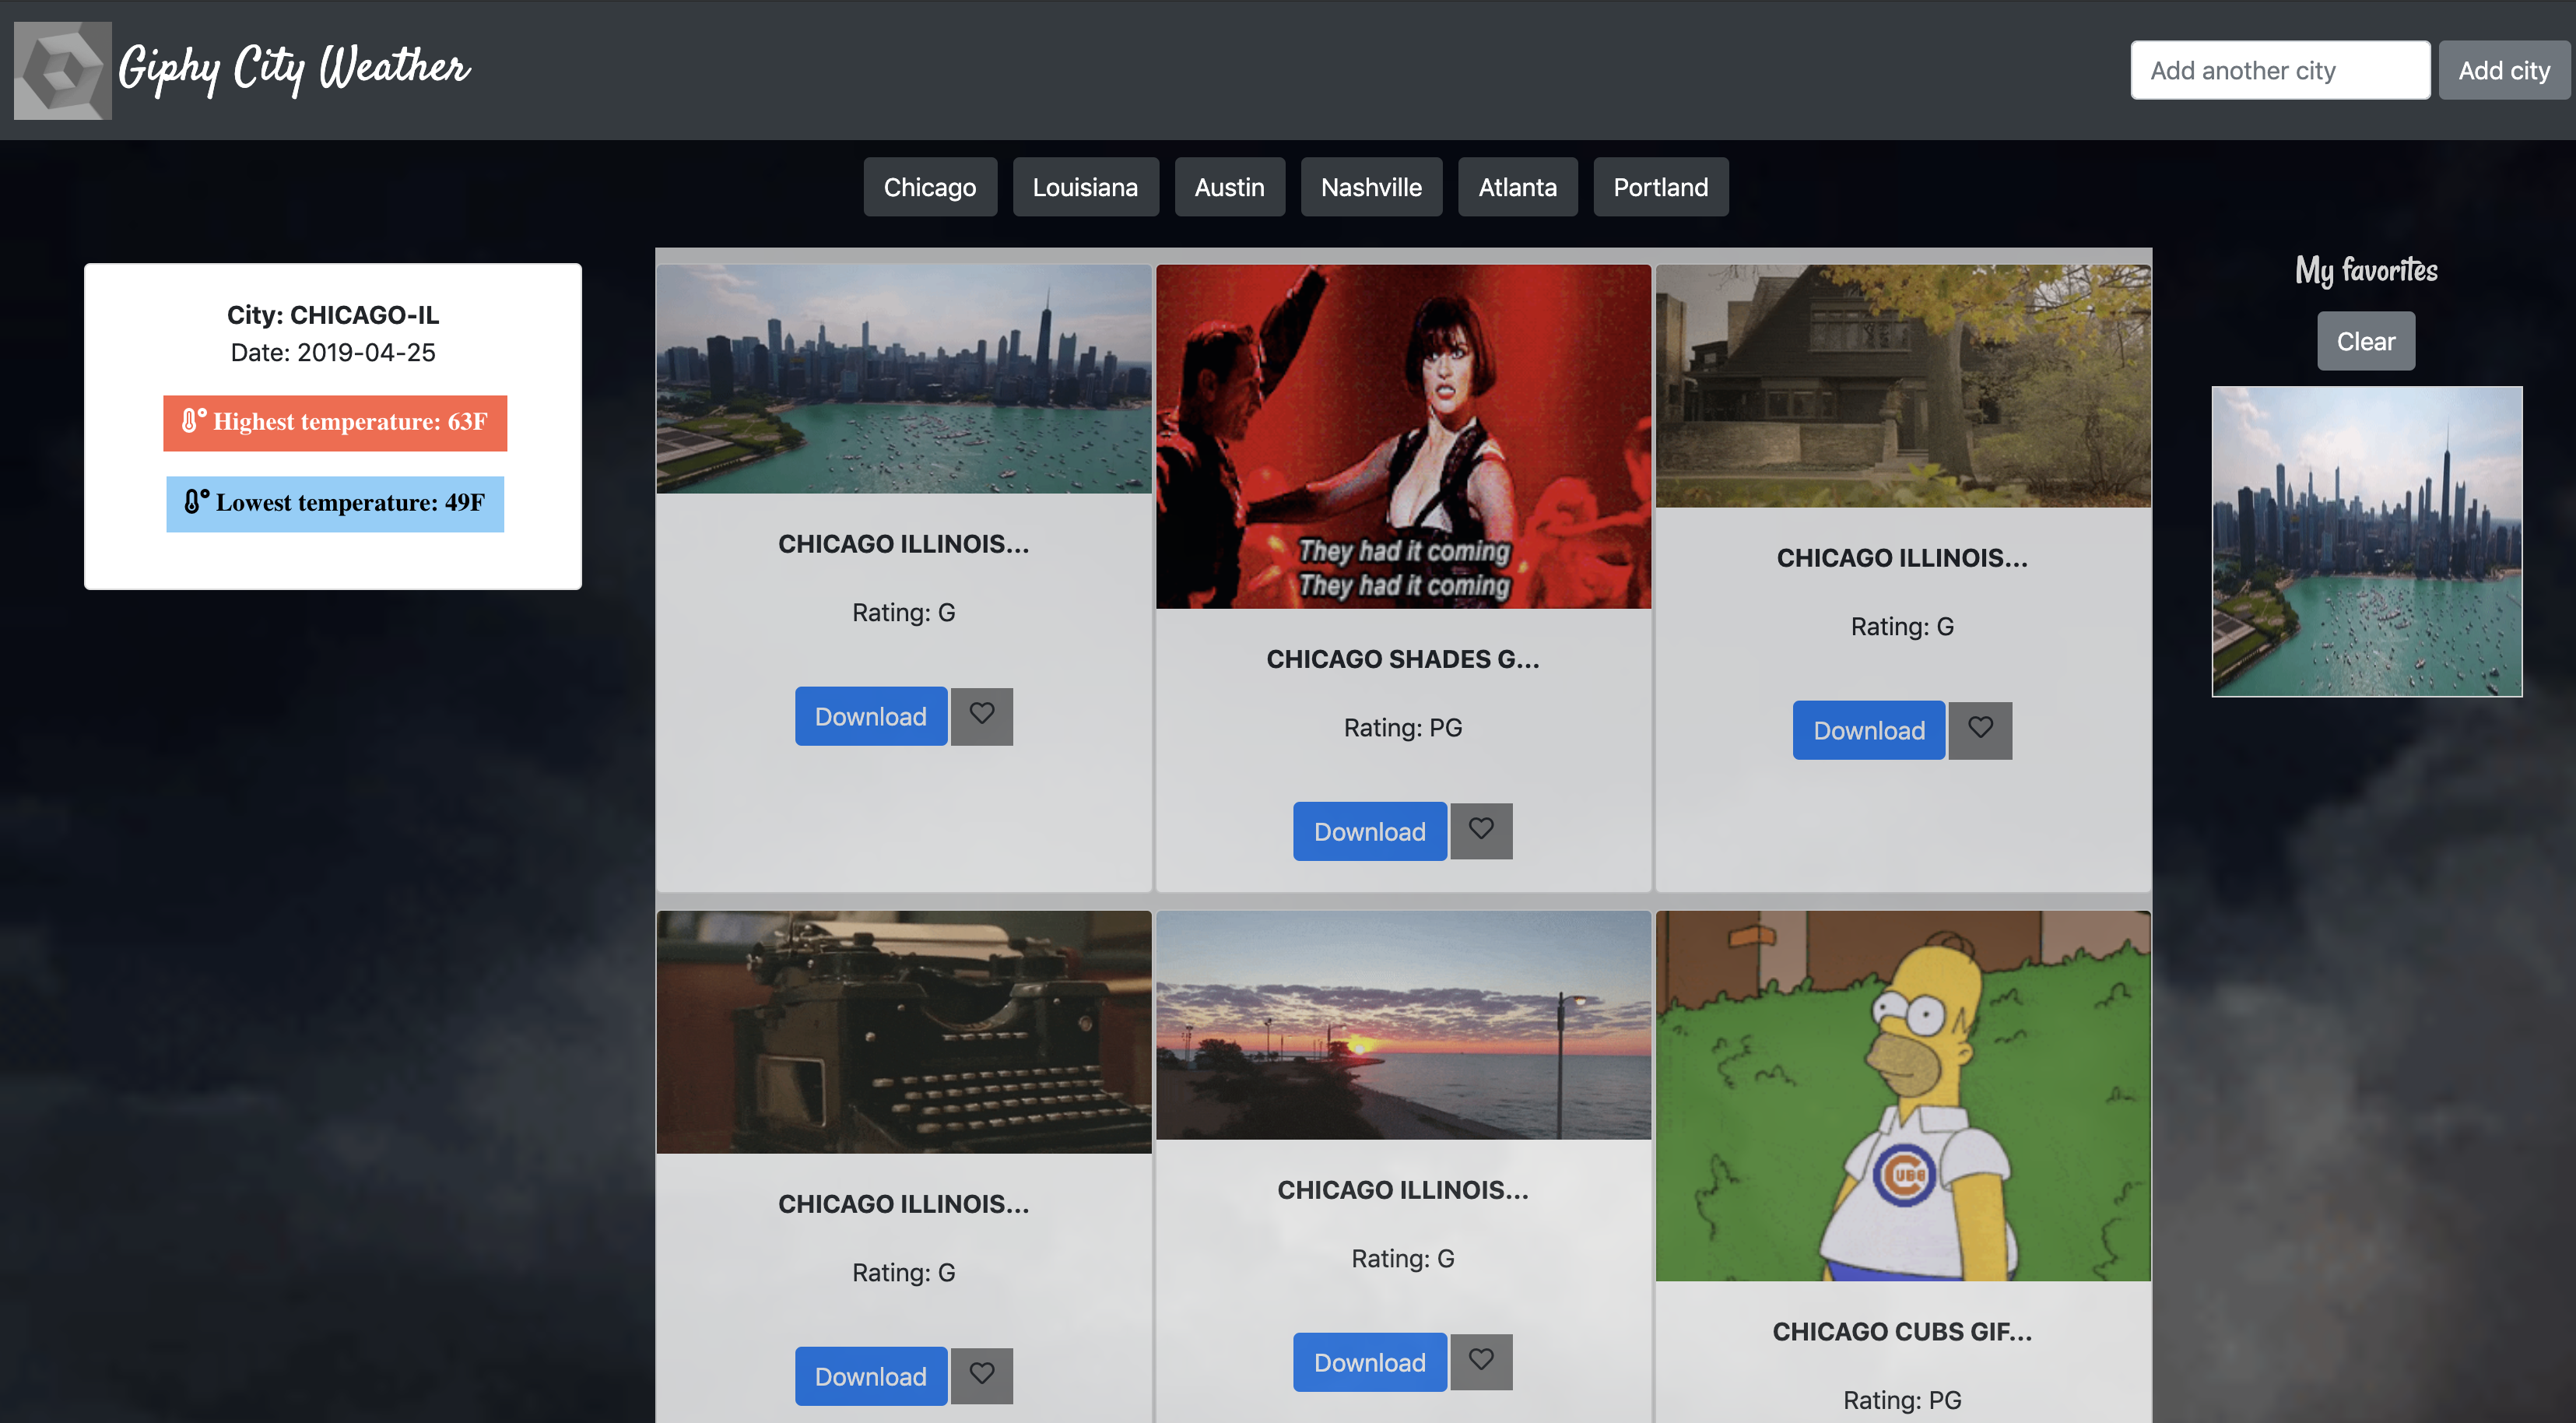 Giphy City Weather
Add another city
Add city
Chicago
Louisiana
Austin
Nashville
Atlanta
Portland
City: CHICAGO-IL
Date: 2019-04-25
Highest temperature: 63F
Lowest temperature: 49F
CHICAGO ILLINOIS...
Rating: G
Download
They had it coming
They had it coming
CHICAGO SHADES G...
Rating: PG
Download
CHICAGO ILLINOIS...
Rating: G
Download
My favorites
Clear
CHICAGO ILLINOIS...
Rating: G
Download
CHICAGO ILLINOIS...
Rating: G
Download
CUBS
CHICAGO CUBS GIF...
Rating: PG